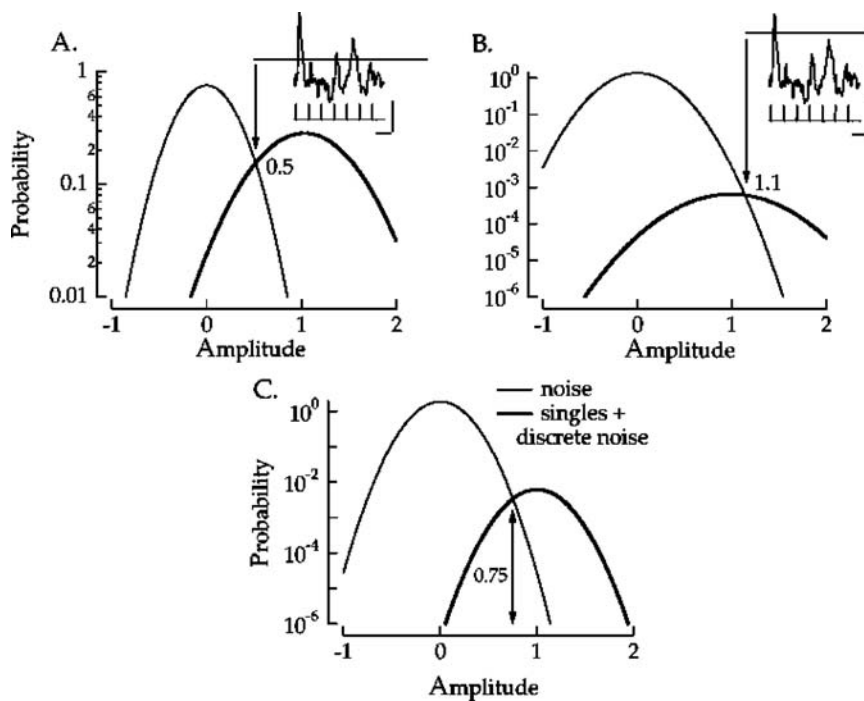 A.
1
4
2
0.1
4
2
0.01
Probability
0.5
-1 0 1 2
Amplitude
B.
10^0
10^-1
10^-2
10^-3
10^-4
10^-5
10^-6
Probability
1.1
-1 0 1 2
Amplitude
C.
noise
singles +
discrete noise
10^0
10^-2
10^-4
10^-6
Probability
0.75
-1 0 1 2
Amplitude